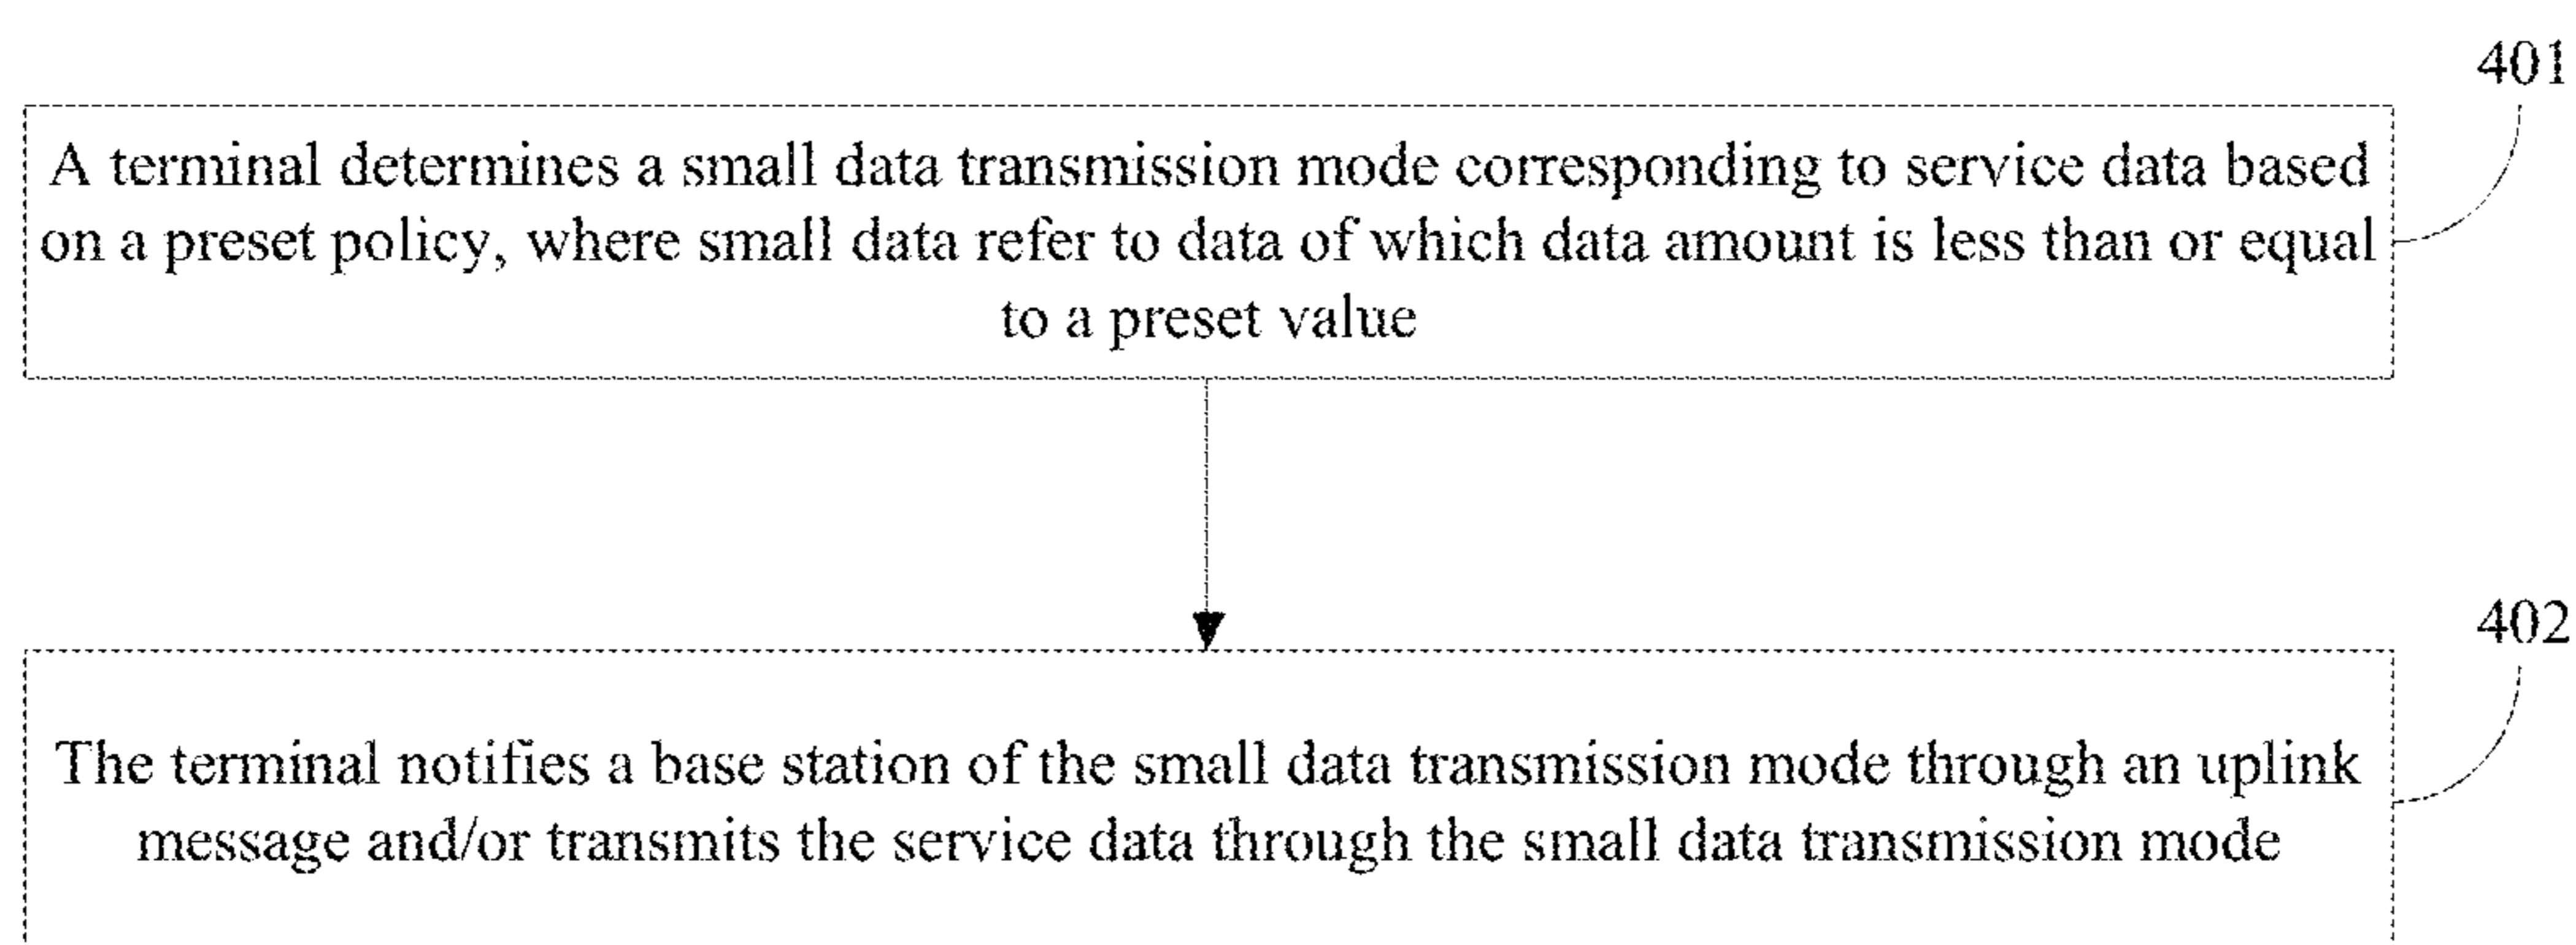 401
A terminal determines a small data transmission mode corresponding to service data based
on a preset policy, where small data refer to data of which data amount is less than or equal
to a preset value
402
The terminal notifies a base station of the small data transmission mode through an uplink
message and/or transmits the service data through the small data transmission mode